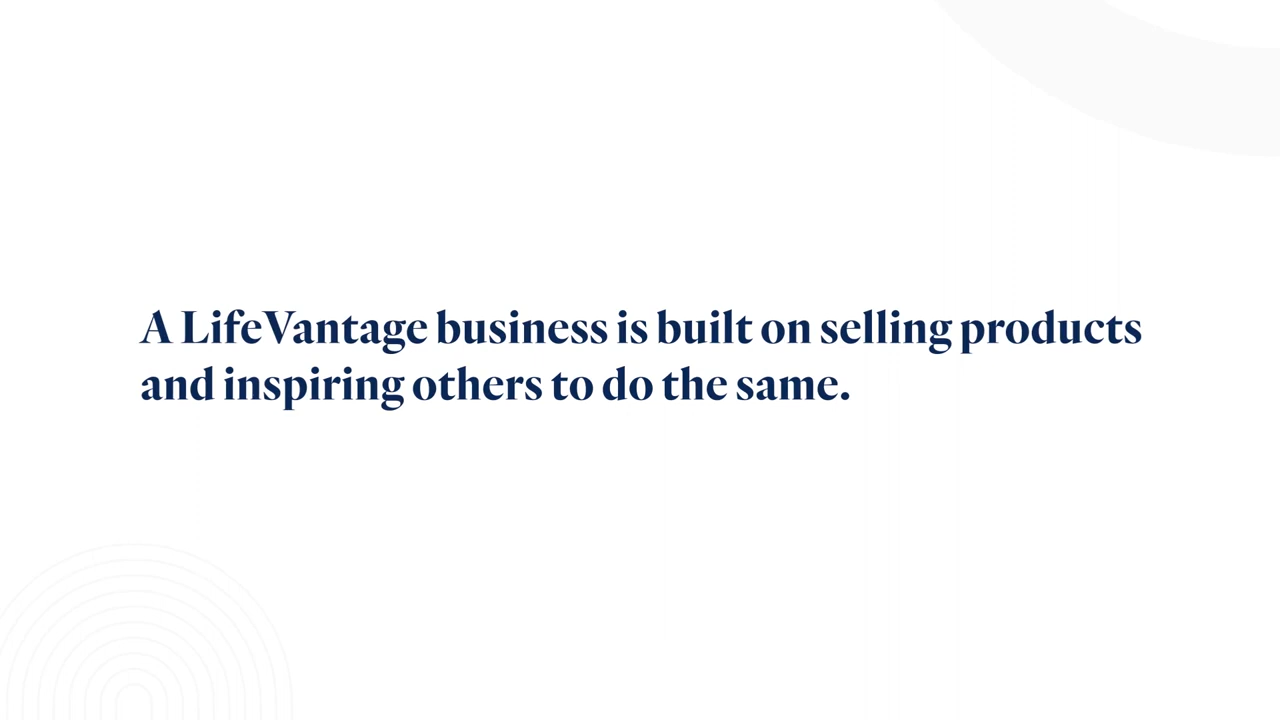 A LifeVantage business is built on selling products
and inspiring others to do the same.